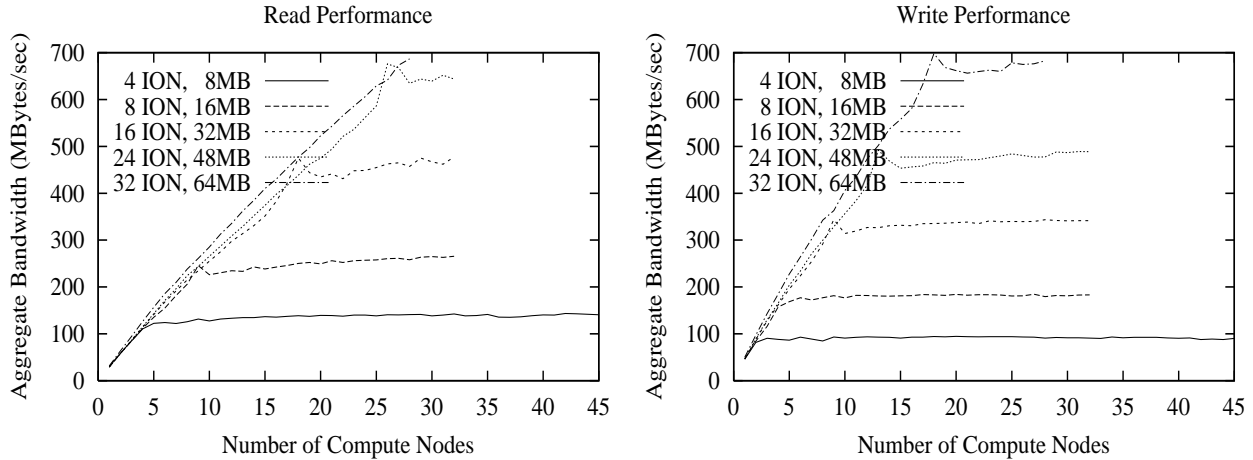 Read Performance
Aggregate Bandwidth (MBytes/sec)
700
600
500
400
300
200
100
0
4 ION, 8MB
8 ION, 16MB
16 ION, 32MB
24 ION, 48MB
32 ION, 64MB
0 5 10 15 20 25 30 35 40 45
Number of Compute Nodes
Write Performance
Aggregate Bandwidth (MBytes/sec)
700
600
500
400
300
200
100
0
4 ION, 8MB
8 ION, 16MB
16 ION, 32MB
24 ION, 48MB
32 ION, 64MB
0 5 10 15 20 25 30 35 40 45
Number of Compute Nodes